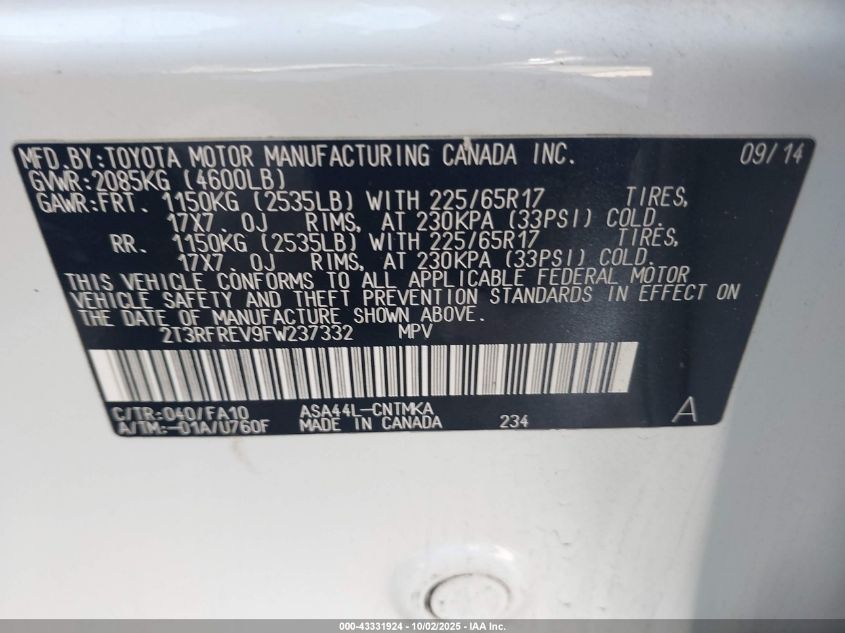 MFD.BY:TOYOTA MOTOR MANUFACTURING CANADA INC. 09/14
GVWR:2085KG (4600LB)
GAWR:FRT. 1150KG (2535LB) WITH 225/65R17 TIRES,
17X7.0J RIMS, AT 230KPA (33PSI) COLD.
RR. 1150KG (2535LB) WITH 225/65R17 TIRES,
17X7.0J RIMS, AT 230KPA (33PSI) COLD.
THIS VEHICLE CONFORMS TO ALL APPLICABLE FEDERAL MOTOR
VEHICLE SAFETY AND THEFT PREVENTION STANDARDS IN EFFECT ON
THE DATE OF MANUFACTURE SHOWN ABOVE.
2T3RFREV9FW237332 MPV
C/TR:040/FA10 ASA44L-CNTMKA A
A/TM:-01A/U760F MADE IN CANADA 234
000-43331924 - 10/02/2025 - IAA Inc.